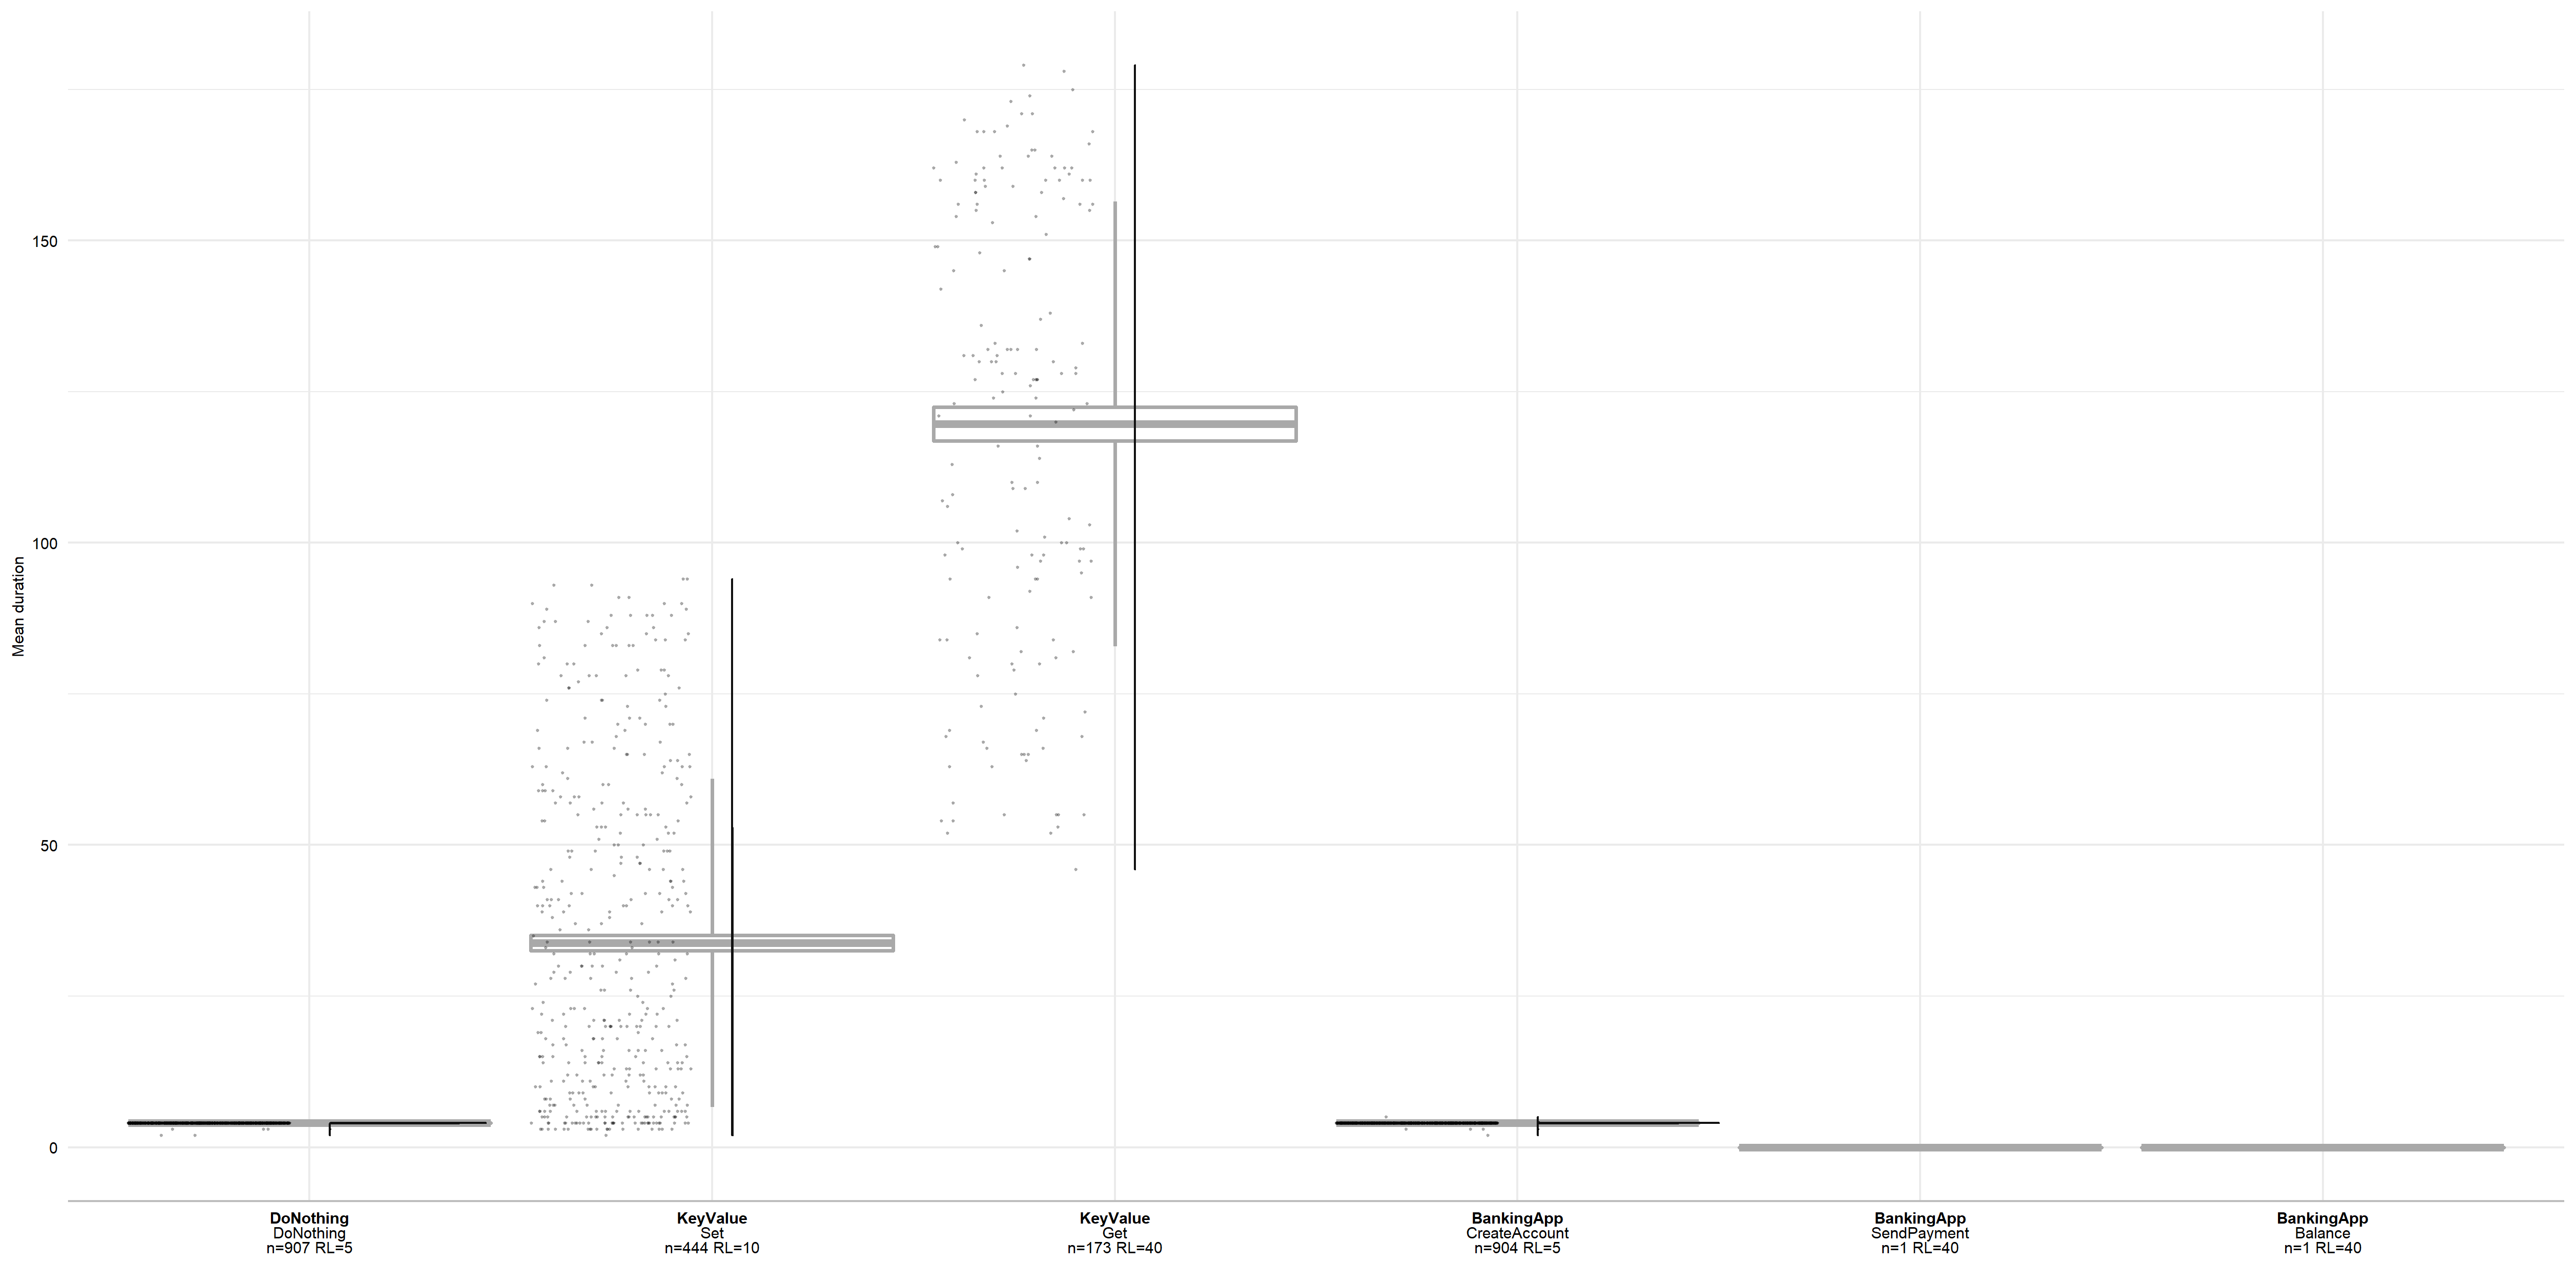 150
100
50
0
Mean duration
DoNothing
DoNothing
n=907 RL=5
KeyValue
Set
n=444 RL=10
KeyValue
Get
n=173 RL=40
BankingApp
CreateAccount
n=904 RL=5
BankingApp
SendPayment
n=1 RL=40
BankingApp
Balance
n=1 RL=40